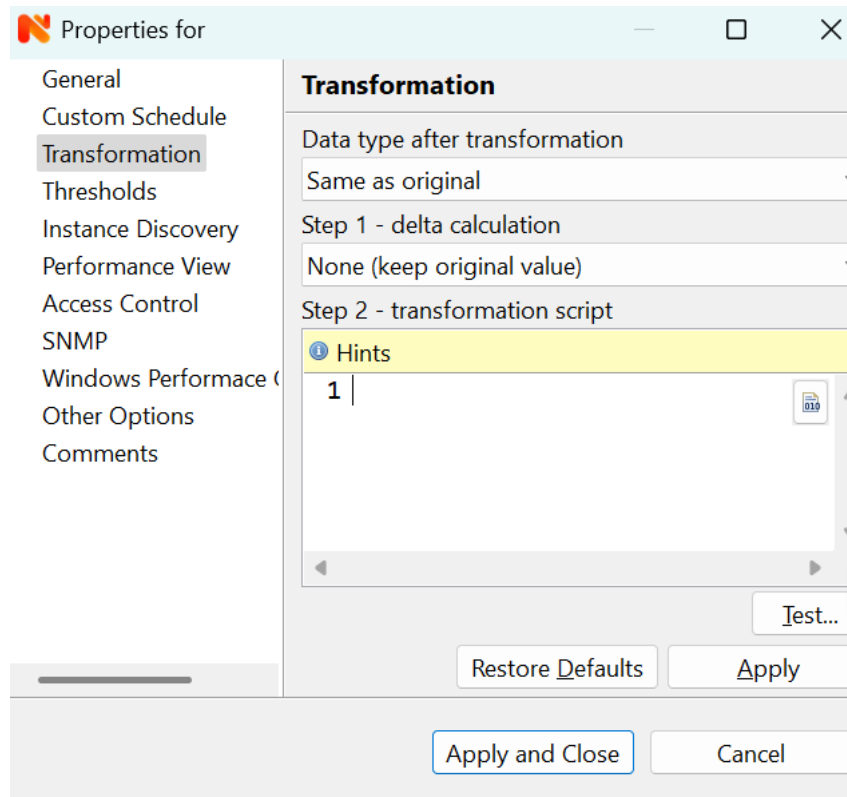 Properties for
General
Custom Schedule
Transformation
Thresholds
Instance Discovery
Performance View
Access Control
SNMP
Windows Performace
Other Options
Comments
Transformation
Data type after transformation
Same as original
Step 1 - delta calculation
None (keep original value)
Step 2 - transformation script
Hints
1
010
Test...
Restore Defaults
Apply
Apply and Close
Cancel